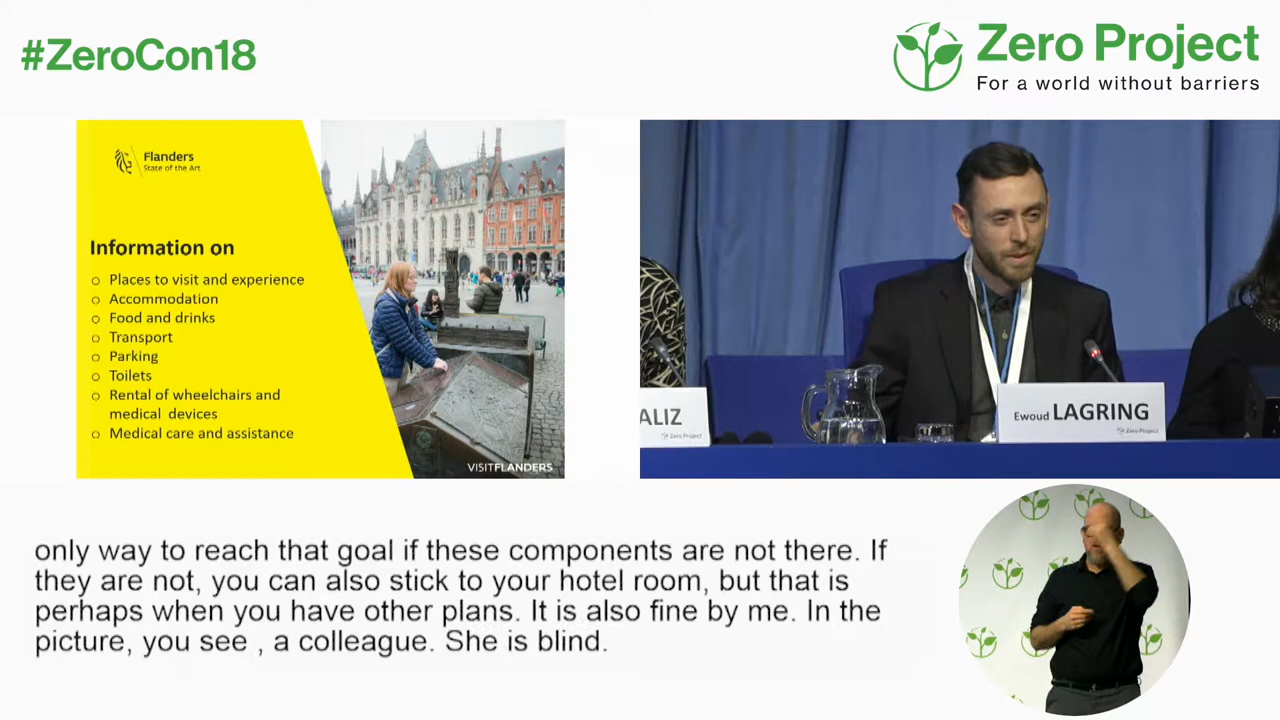 #ZeroCon18
Zero Project
For a world without barriers
Flanders
State of the Art
Information on
o Places to visit and experience
o Accommodation
o Food and drinks
o Transport
o Parking
o Toilets
o Rental of wheelchairs and
medical devices
o Medical care and assistance
VISITFLANDERS
ALIZ
Zero Project
Ewoud LAGRING
Zero Project
only way to reach that goal if these components are not there. If
they are not, you can also stick to your hotel room, but that is
perhaps when you have other plans. It is also fine by me. In the
picture, you see , a colleague. She is blind.